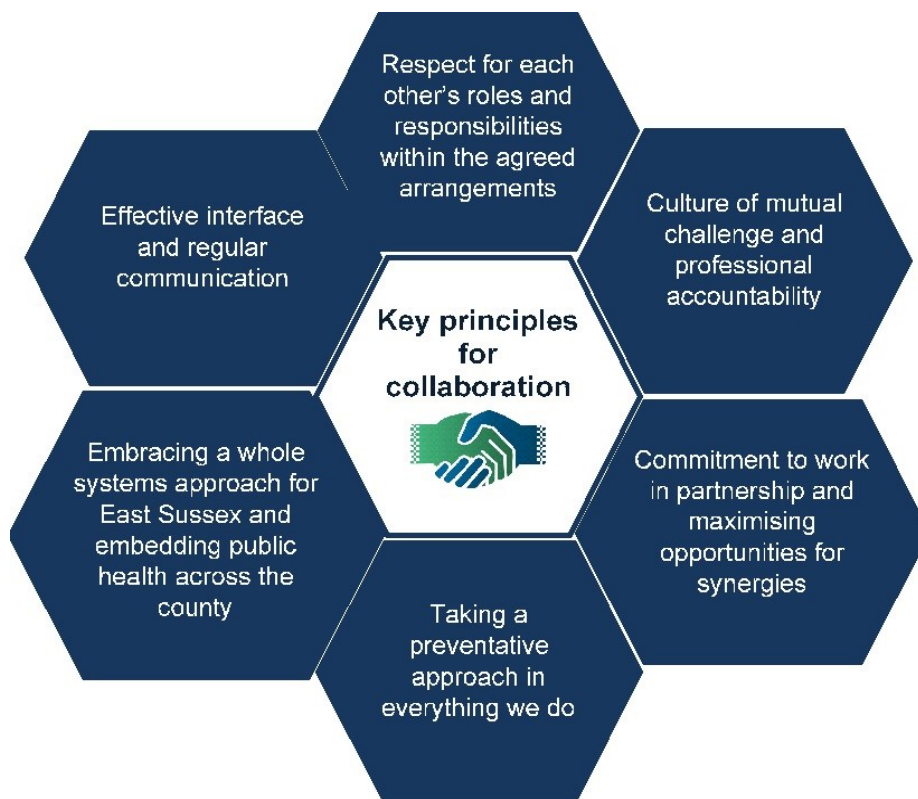 Respect for each
other's roles and
responsibilities
within the agreed
arrangements
Culture of mutual
challenge and
professional
accountability
Commitment to work
in partnership and
maximising
opportunities for
synergies
Taking a
preventative
approach in
everything we do
Embracing a whole
systems approach for
East Sussex and
embedding public
health across the
county
Effective interface
and regular
communication
Key principles
for
collaboration